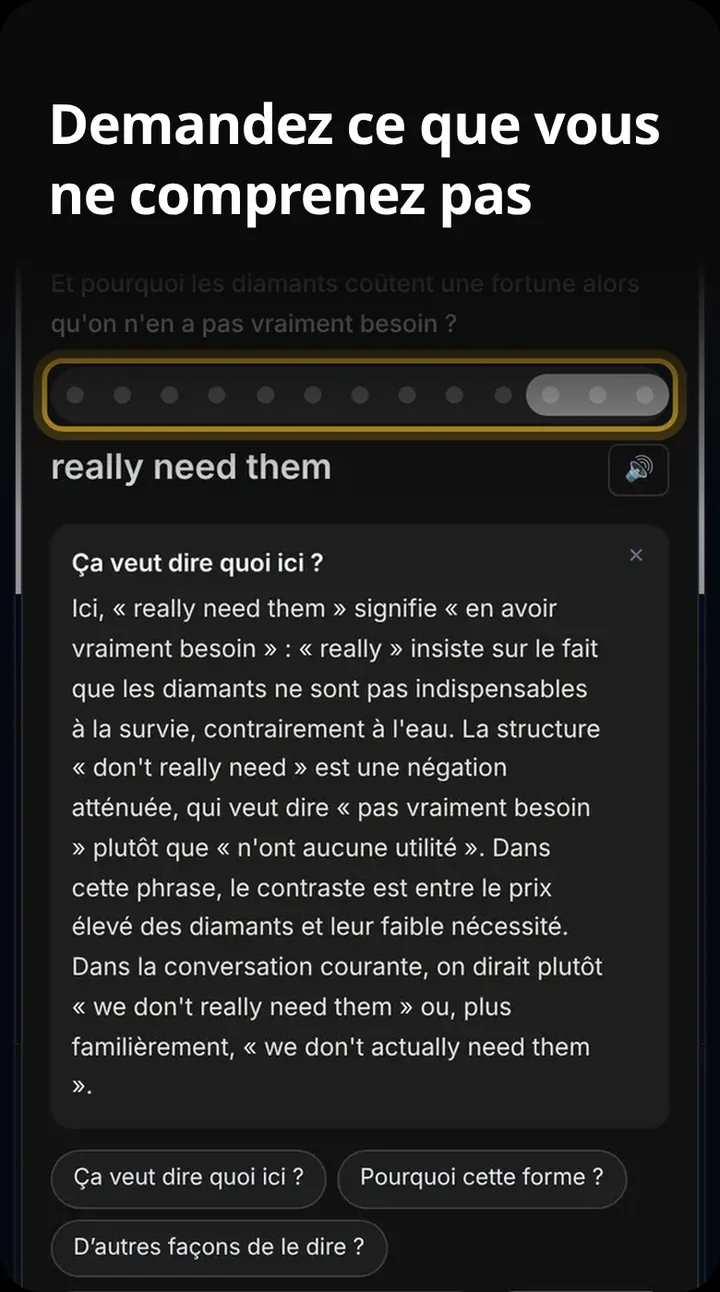 Demandez ce que vous
ne comprenez pas
Et pourquoi les diamants coûtent une fortune alors
qu'on n'en a pas vraiment besoin ?
really need them
Ça veut dire quoi ici ?
×
Ici, « really need them » signifie « en avoir
vraiment besoin » : « really » insiste sur le fait
que les diamants ne sont pas indispensables
à la survie, contrairement à l'eau. La structure
« don't really need » est une négation
atténuée, qui veut dire « pas vraiment besoin
» plutôt que « n'ont aucune utilité ». Dans
cette phrase, le contraste est entre le prix
élevé des diamants et leur faible nécessité.
Dans la conversation courante, on dirait plutôt
« we don't really need them » ou, plus
familièrement, « we don't actually need them
».
Ça veut dire quoi ici ?
Pourquoi cette forme ?
D’autres façons de le dire ?